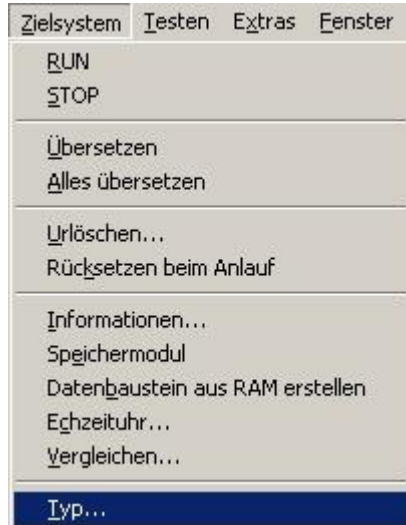 Zielsystem Testen Extras Fenster
RUN
STOP
Übersetzen
Alles übersetzen
Urlöschen...
Rücksetzen beim Anlauf
Informationen...
Speichermodul
Datenbaustein aus RAM erstellen
Echzeituhr...
Vergleichen...
Typ...